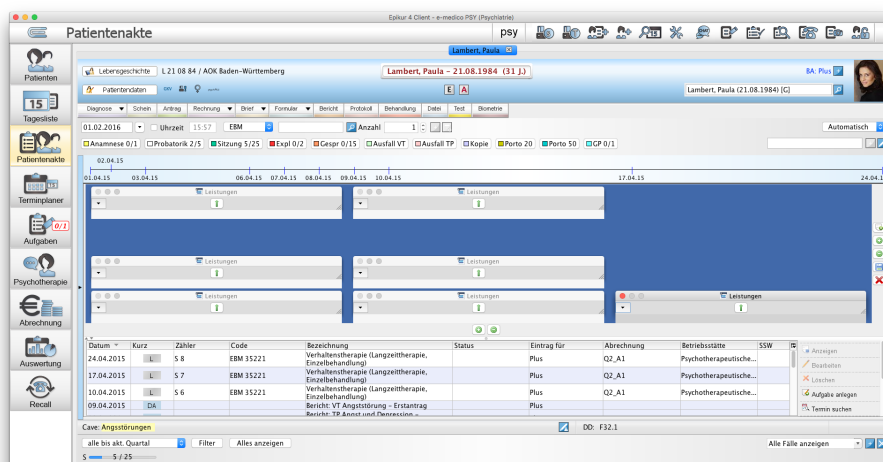 Epikur 4 Client - e-medico PSY (Psychiatrie)
Patientenakte
psy
Lambert, Paula
Lebensgeschichte L 21 08 84 / AOK Baden-Württemberg Lambert, Paula - 21.08.1984 (31 J.) BA: Plus
Patientendaten E A Lambert, Paula (21.08.1984) [G]
Diagnose Schein Antrag Rechnung Brief Formular Bericht Protokoll Behandlung Datei Test Biometrie
01.02.2016 Uhrzeit 15:57 EBM Anzahl 1 Automatisch
Anamnese 0/1 Probatorik 2/5 Sitzung 5/25 Expl 0/2 Gespr 0/15 Ausfall VT Ausfall TP Kopie Porto 20 Porto 50 GP 0/1
02.04.15
01.04.15 03.04.15 06.04.15 07.04.15 08.04.15 09.04.15 10.04.15 17.04.15 24.04.1
Leistungen Leistungen
Leistungen Leistungen
Leistungen Leistungen Leistungen
Patienten
15
Tagesliste
Patientenakte
Terminplaner
0/1
Aufgaben
Psychotherapie
Abrechnung
Auswertung
Recall
Datum Kurz Zähler Code Bezeichnung Status Eintrag für Abrechnung Betriebsstätte SSW
24.04.2015 L S 8 EBM 35221 Verhaltenstherapie (Langzeittherapie, Einzelbehandlung) Plus Q2_A1 Psychotherapeutische...
17.04.2015 L S 7 EBM 35221 Verhaltenstherapie (Langzeittherapie, Einzelbehandlung) Plus Q2_A1 Psychotherapeutische...
10.04.2015 L S 6 EBM 35221 Verhaltenstherapie (Langzeittherapie, Einzelbehandlung) Plus Q2_A1 Psychotherapeutische...
09.04.2015 DA Bericht: VT Angststörung - Erstantrag Plus
Bericht: TP Angst und Depression -
Anzeigen
Bearbeiten
Löschen
Aufgabe anlegen
Termin suchen
Cave: Angsstörungen DD: F32.1
alle bis akt. Quartal Filter Alles anzeigen Alle Fälle anzeigen
S 5 / 25